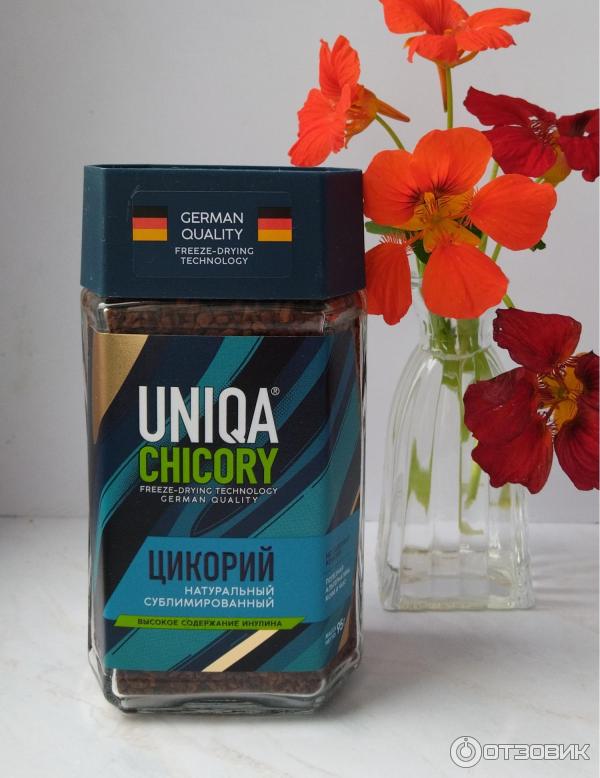 GERMAN
QUALITY
FREEZE-DRYING
TECHNOLOGY
UNIQA®
CHICORY
FREEZE-DRYING TECHNOLOGY
GERMAN QUALITY
ЦИКОРИЙ
НАТУРАЛЬНЫЙ
СУБЛИМИРОВАННЫЙ
ВЫСОКОЕ СОДЕРЖАНИЕ ИНУЛИНА
95
ОТЗОВИК